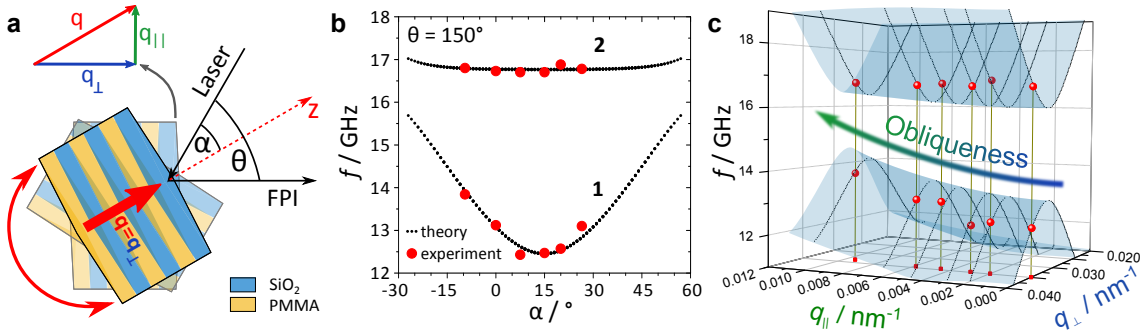 a
q
q||
q⊥
Laser
z
α
θ
FPI
q=q⊥
SiO₂
PMMA
b
θ = 150°
2
1
f / GHz
18
17
16
15
14
13
12
theory
experiment
-30 -15 0 15 30 45 60
α / °
c
f / GHz
18
16
14
12
Obliqueness
0.012
0.010
0.008
0.006
0.004
0.002
0.000
q|| / nm⁻¹
0.020
0.030
0.040
q⊥ / nm⁻¹